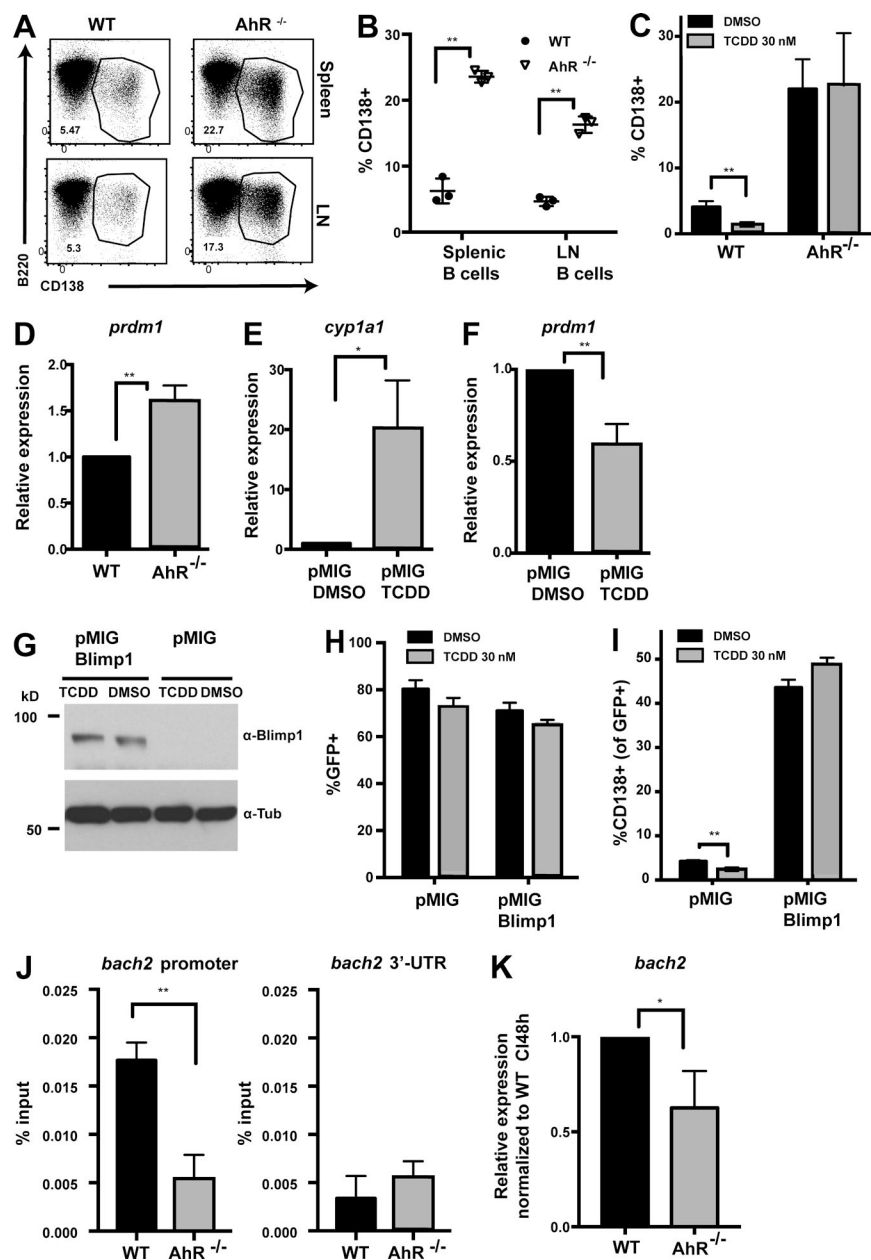 A
WT
AhR -/-
Spleen
5.47
22.7
LN
5.3
17.3
0
0
0
0
0
0
0
0
B220
CD138
B
% CD138+
30
20
10
0
**
**
WT
AhR -/-
Splenic
B cells
LN
B cells
C
DMSO
TCDD 30 nM
% CD138+
30
20
10
0
**
WT
AhR-/-
D
prdm1
Relative expression
2.0
1.5
1.0
0.5
0.0
**
WT
AhR-/-
E
cyp1a1
Relative expression
30
20
10
0
*
pMIG
DMSO
pMIG
TCDD
F
prdm1
Relative expression
1.0
0.5
0.0
**
pMIG
DMSO
pMIG
TCDD
G
pMIG
Blimp1
pMIG
kD
TCDD DMSO TCDD DMSO
100
50
α-Blimp1
α-Tub
H
DMSO
TCDD 30 nM
%GFP+
100
80
60
40
20
0
pMIG
pMIG
Blimp1
I
DMSO
TCDD 30 nM
%CD138+ (of GFP+)
50
40
30
20
10
0
**
pMIG
pMIG
Blimp1
J
bach2 promoter
% input
0.025
0.020
0.015
0.010
0.005
0.000
**
WT
AhR -/-
bach2 3'-UTR
% input
0.025
0.020
0.015
0.010
0.005
0.000
WT
AhR -/-
K
bach2
Relative expression
normalized to WT CI48h
1.0
0.5
0.0
*
WT
AhR -/-